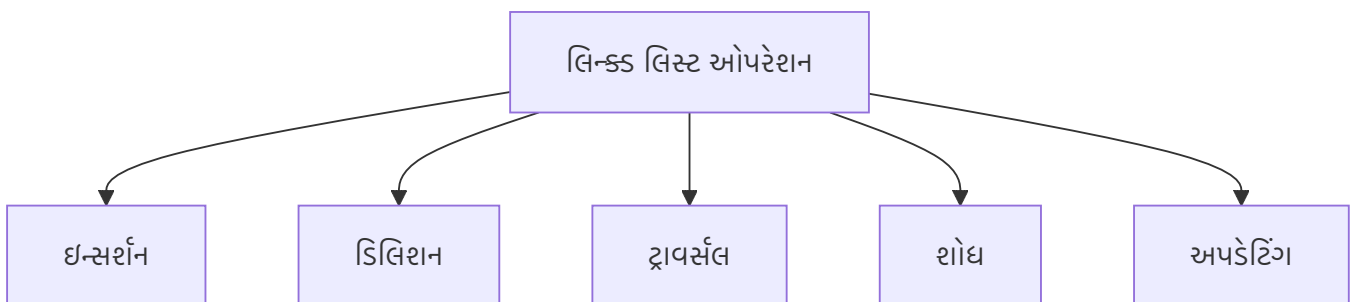 લિન્ક્ડ લિસ્ટ ઓપરેશન
ઇન્સર્શન
ડિલિશન
ટ્રાવર્સલ
શોધ
અપડેટિંગ